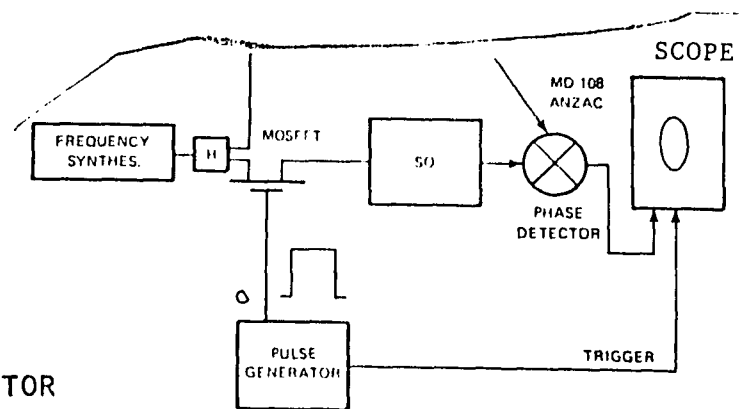 SCOPE
MD 108
ANZAC
FREQUENCY
SYNTHES.
H
MOSFET
SO
PHASE
DETECTOR
PULSE
GENERATOR
TRIGGER
TOR